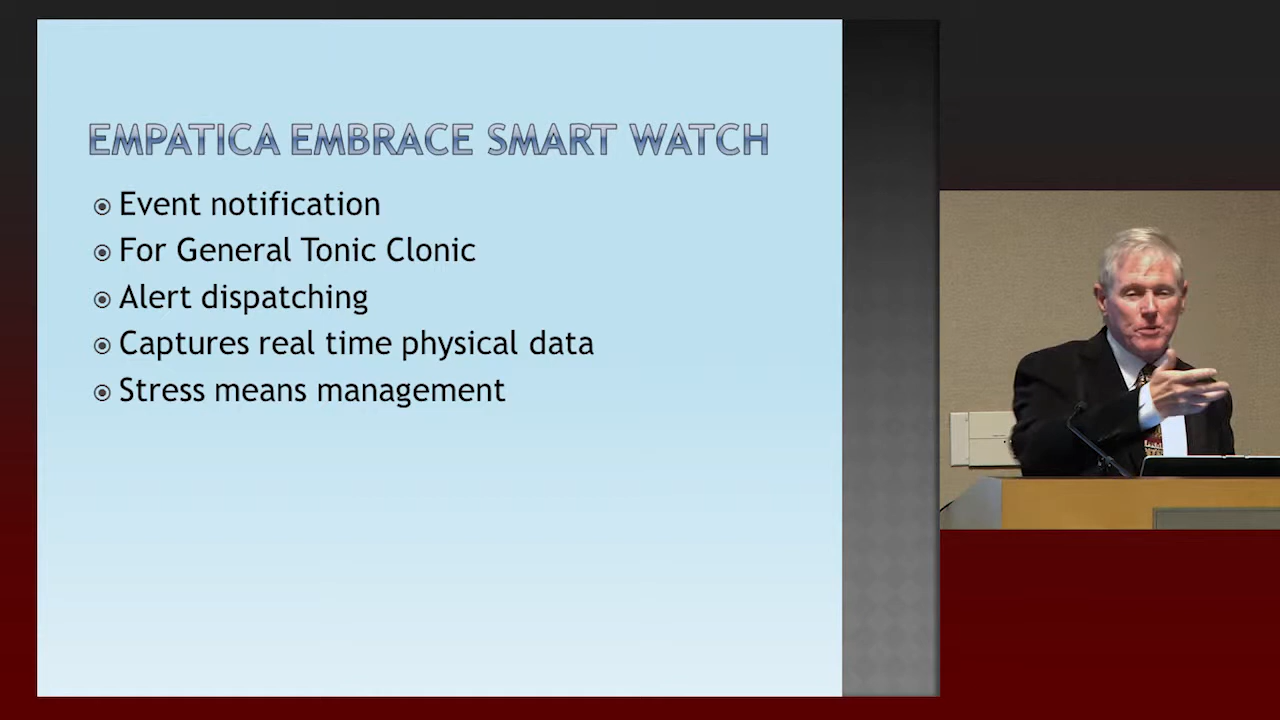 EMPATICA EMBRACE SMART WATCH
Event notification
For General Tonic Clonic
Alert dispatching
Captures real time physical data
Stress means management